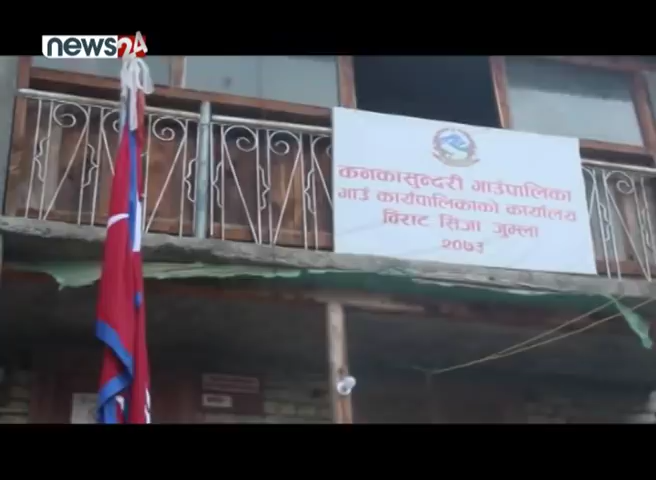 news24
कनकासुन्दरी गाउँपालिका
गाउँ कार्यपालिकाको कार्यालय
विराट सिंजा जुम्ला
२०७३